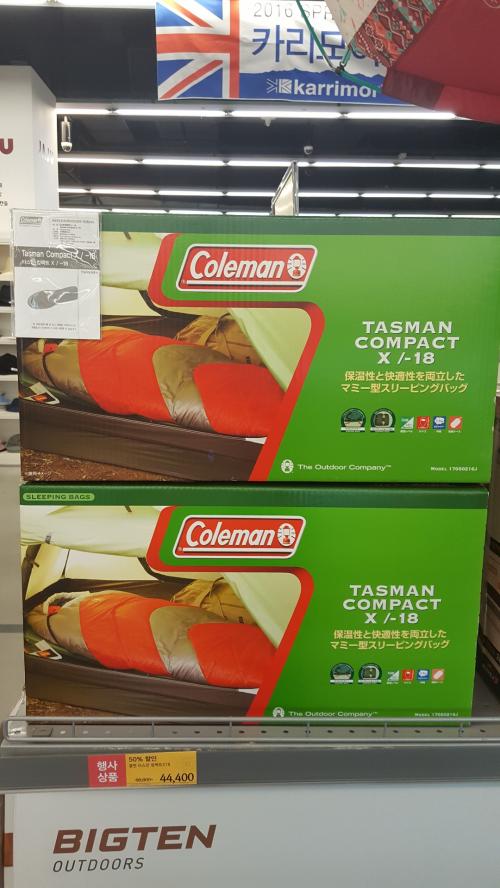 2016 SPR
카리모어
karrimor
Coleman
Tasman Compact X / -18
Coleman
TASMAN
COMPACT
X /-18
保温性と快適性を両立した
マミー型スリーピングバッグ
The Outdoor Company™
SLEEPING BAGS
Coleman
TASMAN
COMPACT
X /-18
保温性と快適性を両立した
マミー型スリーピングバッグ
The Outdoor Company™
행사
상품
50% 할인
44,400
BIGTEN
OUTDOORS